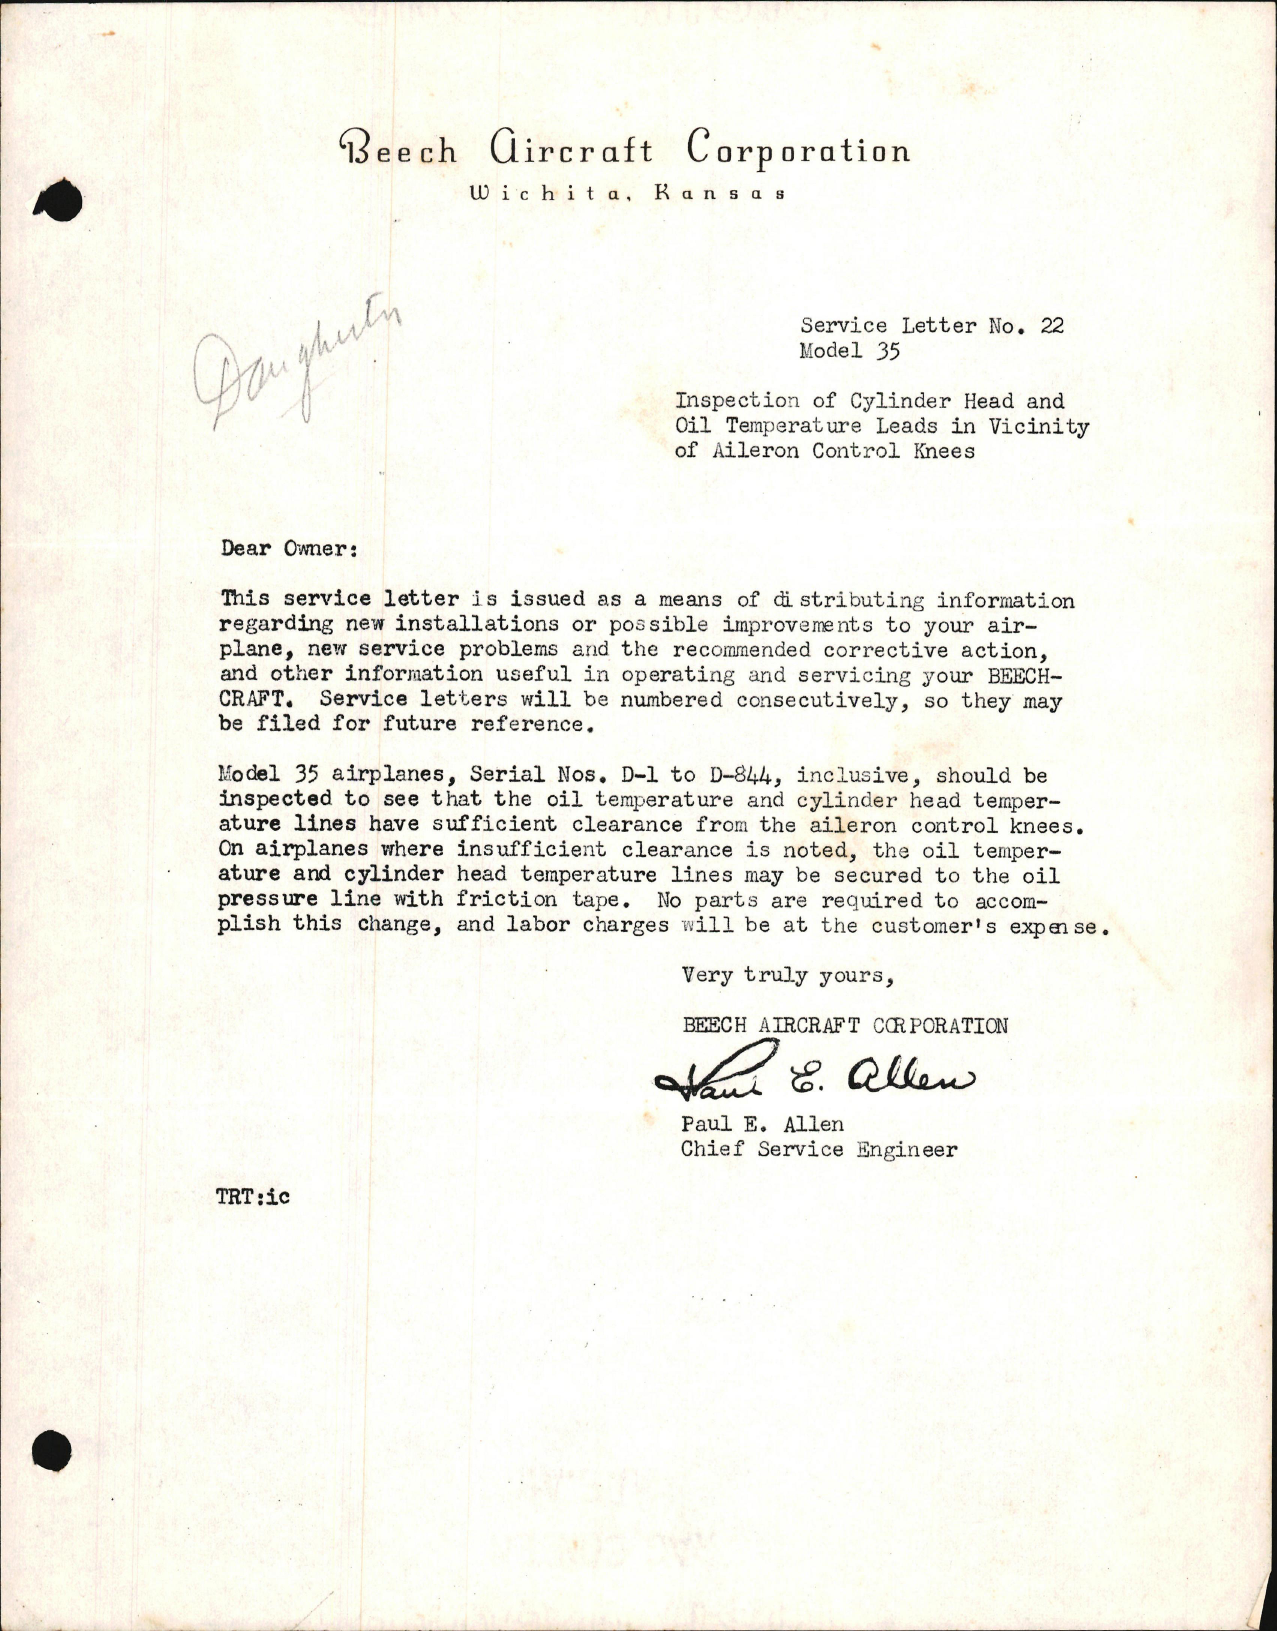 Beech Aircraft Corporation
Wichita, Kansas
Daugherty
Service Letter No. 22
Model 35
Inspection of Cylinder Head and
Oil Temperature Leads in Vicinity
of Aileron Control Knees
Dear Owner:
This service letter is issued as a means of distributing information
regarding new installations or possible improvements to your air-
plane, new service problems and the recommended corrective action,
and other information useful in operating and servicing your BEECH-
CRAFT. Service letters will be numbered consecutively, so they may
be filed for future reference.
Model 35 airplanes, Serial Nos. D-1 to D-844, inclusive, should be
inspected to see that the oil temperature and cylinder head temper-
ature lines have sufficient clearance from the aileron control knees.
On airplanes where insufficient clearance is noted, the oil temper-
ature and cylinder head temperature lines may be secured to the oil
pressure line with friction tape. No parts are required to accom-
plish this change, and labor charges will be at the customer's expense.
Very truly yours,
BEECH AIRCRAFT CORPORATION
Paul E. Allen
Paul E. Allen
Chief Service Engineer
TRT:ic